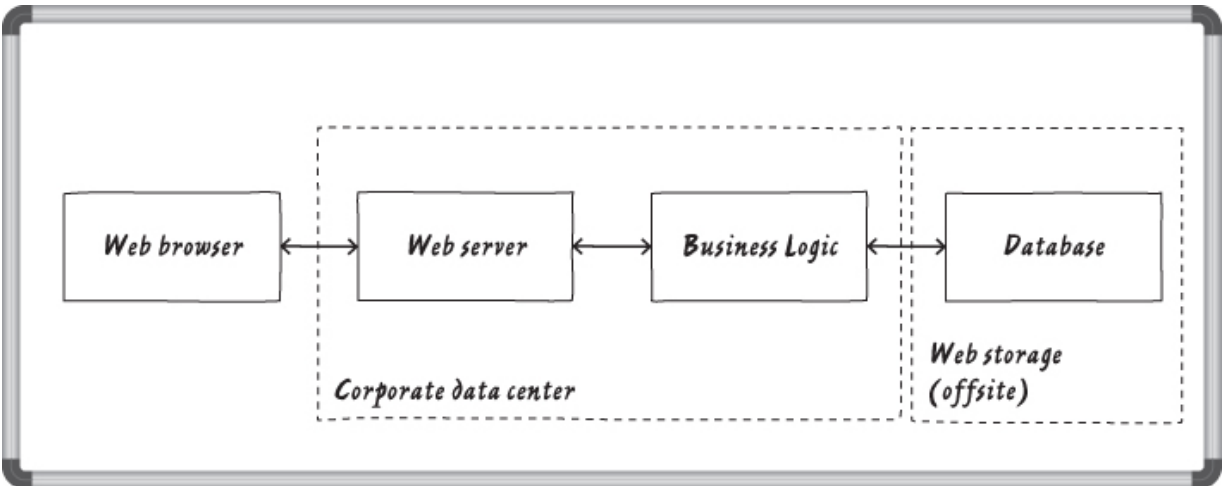 Web browser
Web server
Business Logic
Database
Corporate data center
Web storage
(offsite)